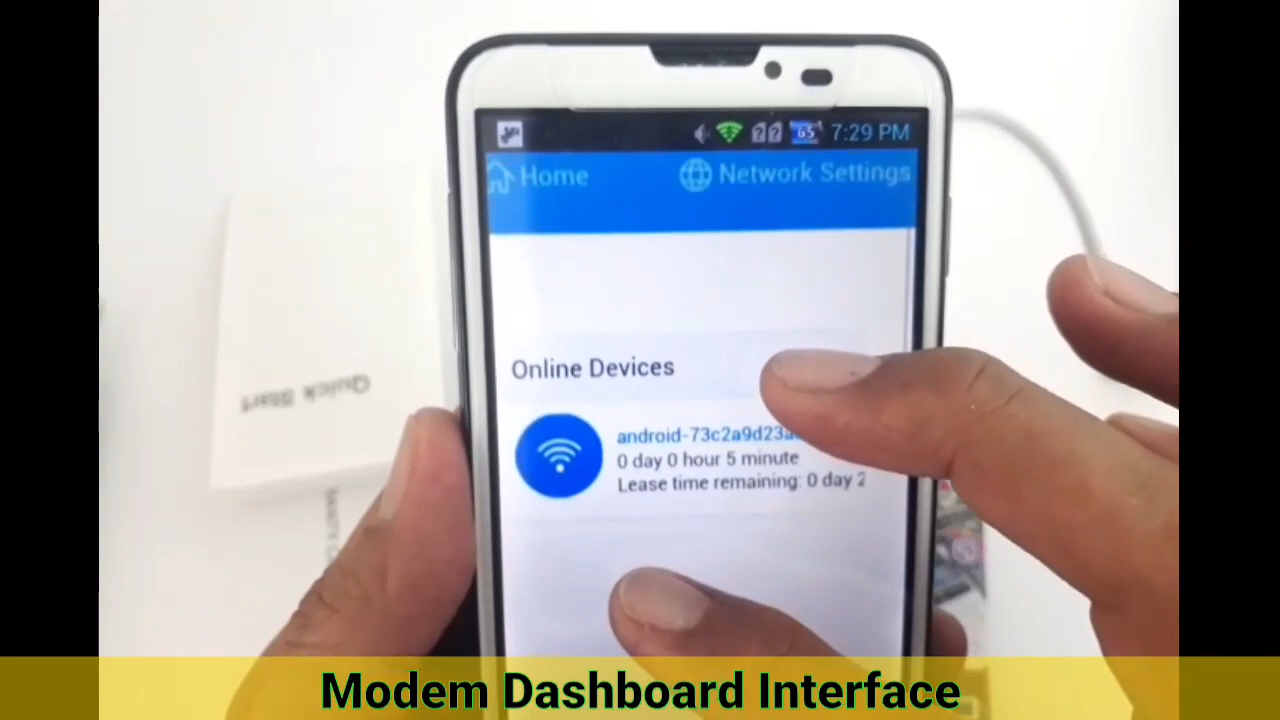 65 7:29 PM
Home Network Settings
Online Devices
android-73c2a9d23a
0 day 0 hour 5 minute
Lease time remaining: 0 day 2
Quick Start
Modem Dashboard Interface